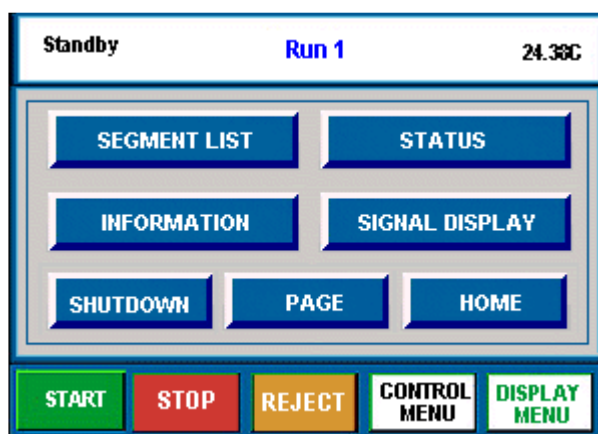 Standby Run 1 24.38C
SEGMENT LIST STATUS
INFORMATION SIGNAL DISPLAY
SHUTDOWN PAGE HOME
START STOP REJECT CONTROL MENU DISPLAY MENU